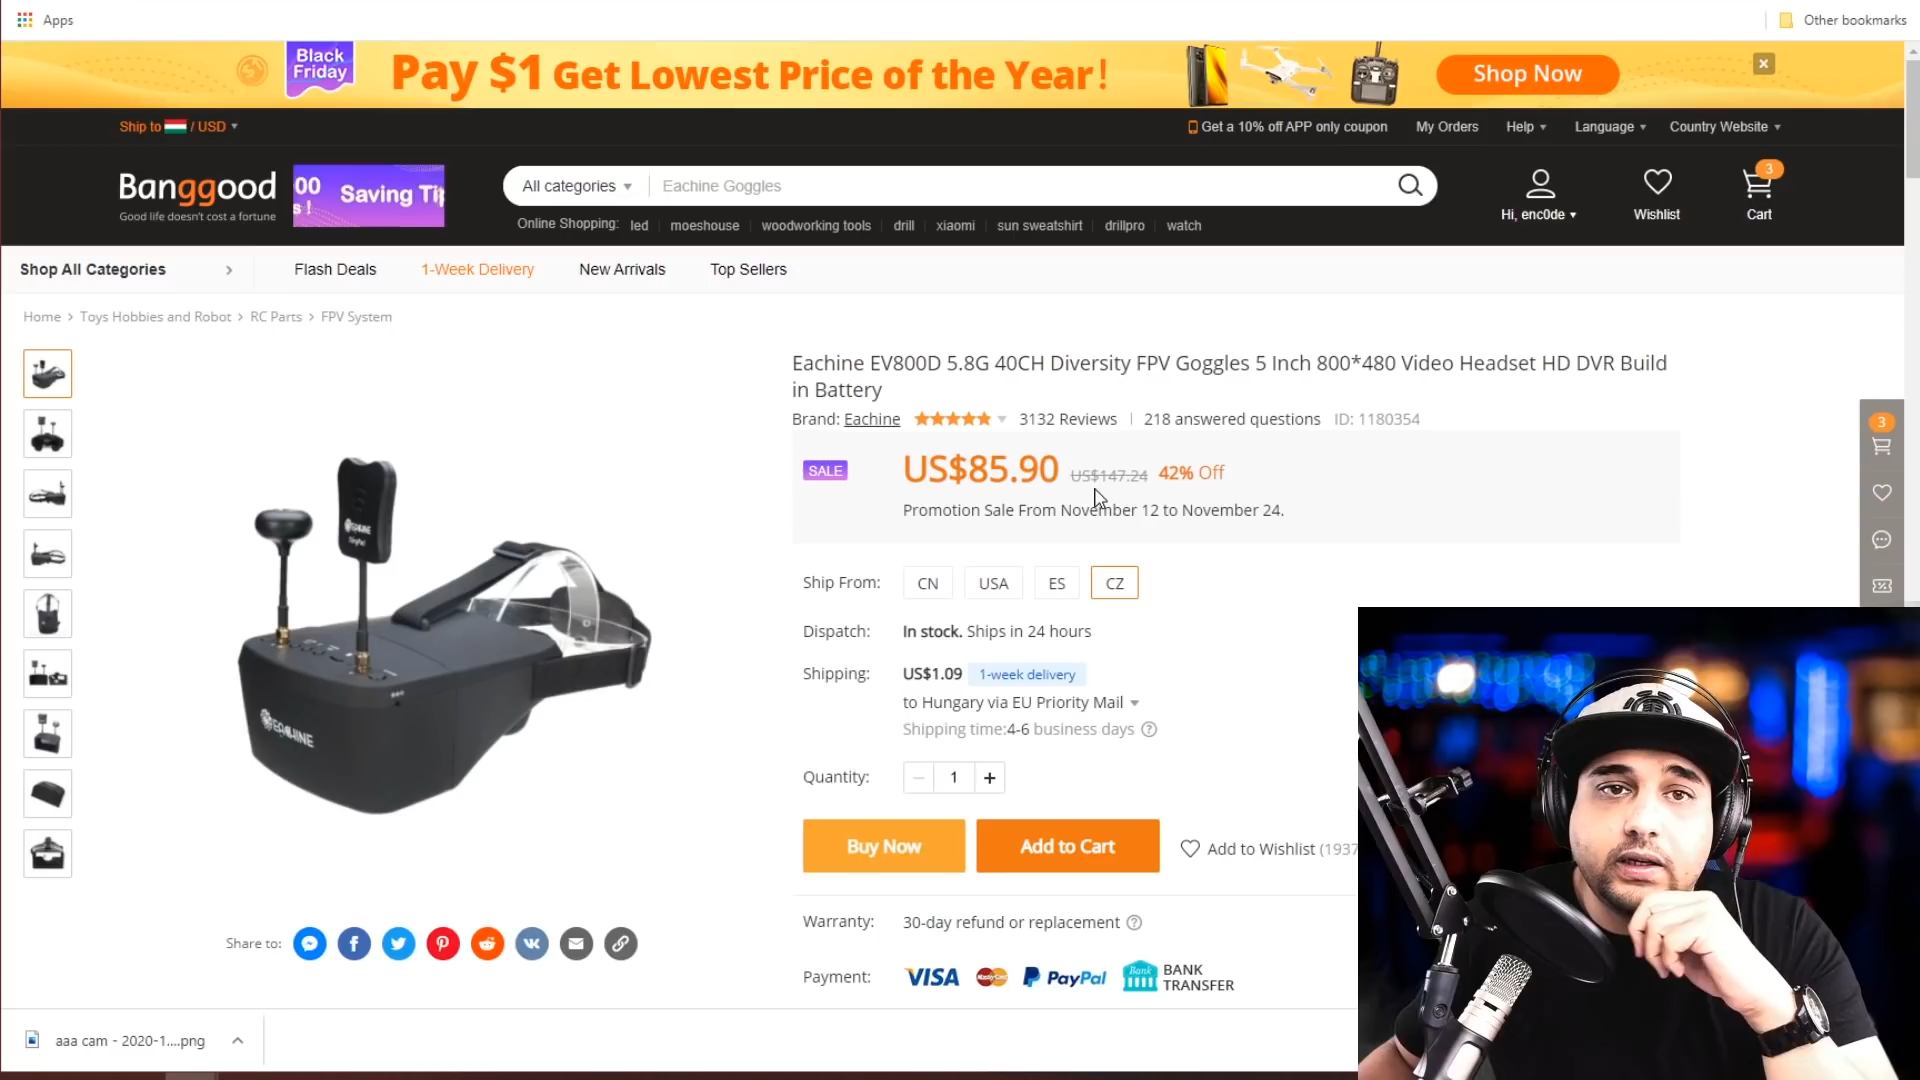 Apps
Other bookmarks
Black
Friday
Pay $1 Get Lowest Price of the Year!
Shop Now
Ship to / USD
Get a 10% off APP only coupon
My Orders
Help
Language
Country Website
Banggood
Good life doesn't cost a fortune
00 Saving Ti
s !
All categories
Eachine Goggles
Online Shopping: led moeshouse woodworking tools drill xiaomi sun sweatshirt drillpro watch
Hi, enc0de
Wishlist
3
Cart
Shop All Categories
Flash Deals
1-Week Delivery
New Arrivals
Top Sellers
Home > Toys Hobbies and Robot > RC Parts > FPV System
Eachine EV800D 5.8G 40CH Diversity FPV Goggles 5 Inch 800*480 Video Headset HD DVR Build
in Battery
Brand: Eachine 3132 Reviews 218 answered questions ID: 1180354
SALE US$85.90 US$147.24 42% Off
Promotion Sale From November 12 to November 24.
3
Ship From: CN USA ES CZ
Dispatch: In stock. Ships in 24 hours
Shipping: US$1.09 1-week delivery
to Hungary via EU Priority Mail
Shipping time:4-6 business days ?
Quantity: − 1 +
Buy Now
Add to Cart
Add to Wishlist (1937
EACHINE
EACHINE
Share to:
Warranty: 30-day refund or replacement ?
Payment: VISA MasterCard PayPal Bank BANK
TRANSFER
aaa cam - 2020-1....png